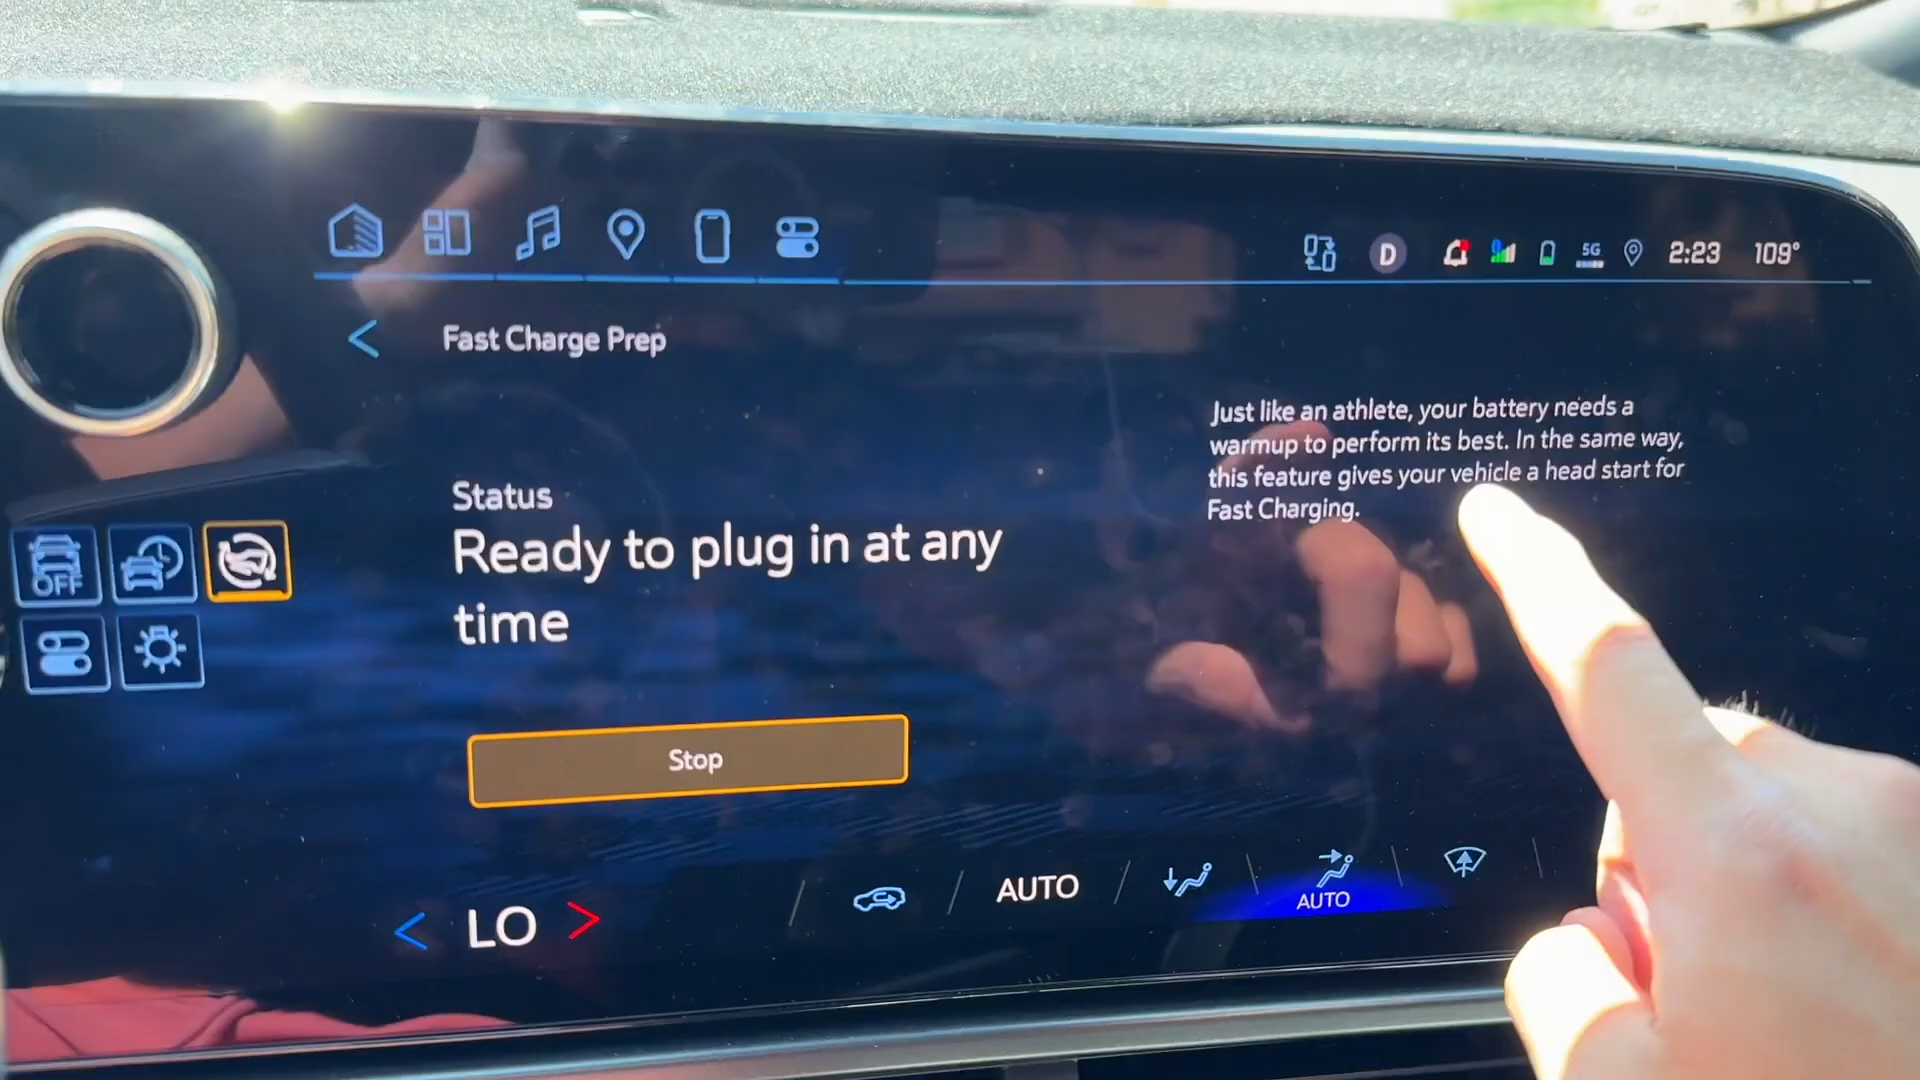 D
5G
2:23
109°
Fast Charge Prep
Just like an athlete, your battery needs a
warmup to perform its best. In the same way,
this feature gives your vehicle a head start for
Fast Charging.
Status
Ready to plug in at any
time
OFF
Stop
LO
AUTO
AUTO